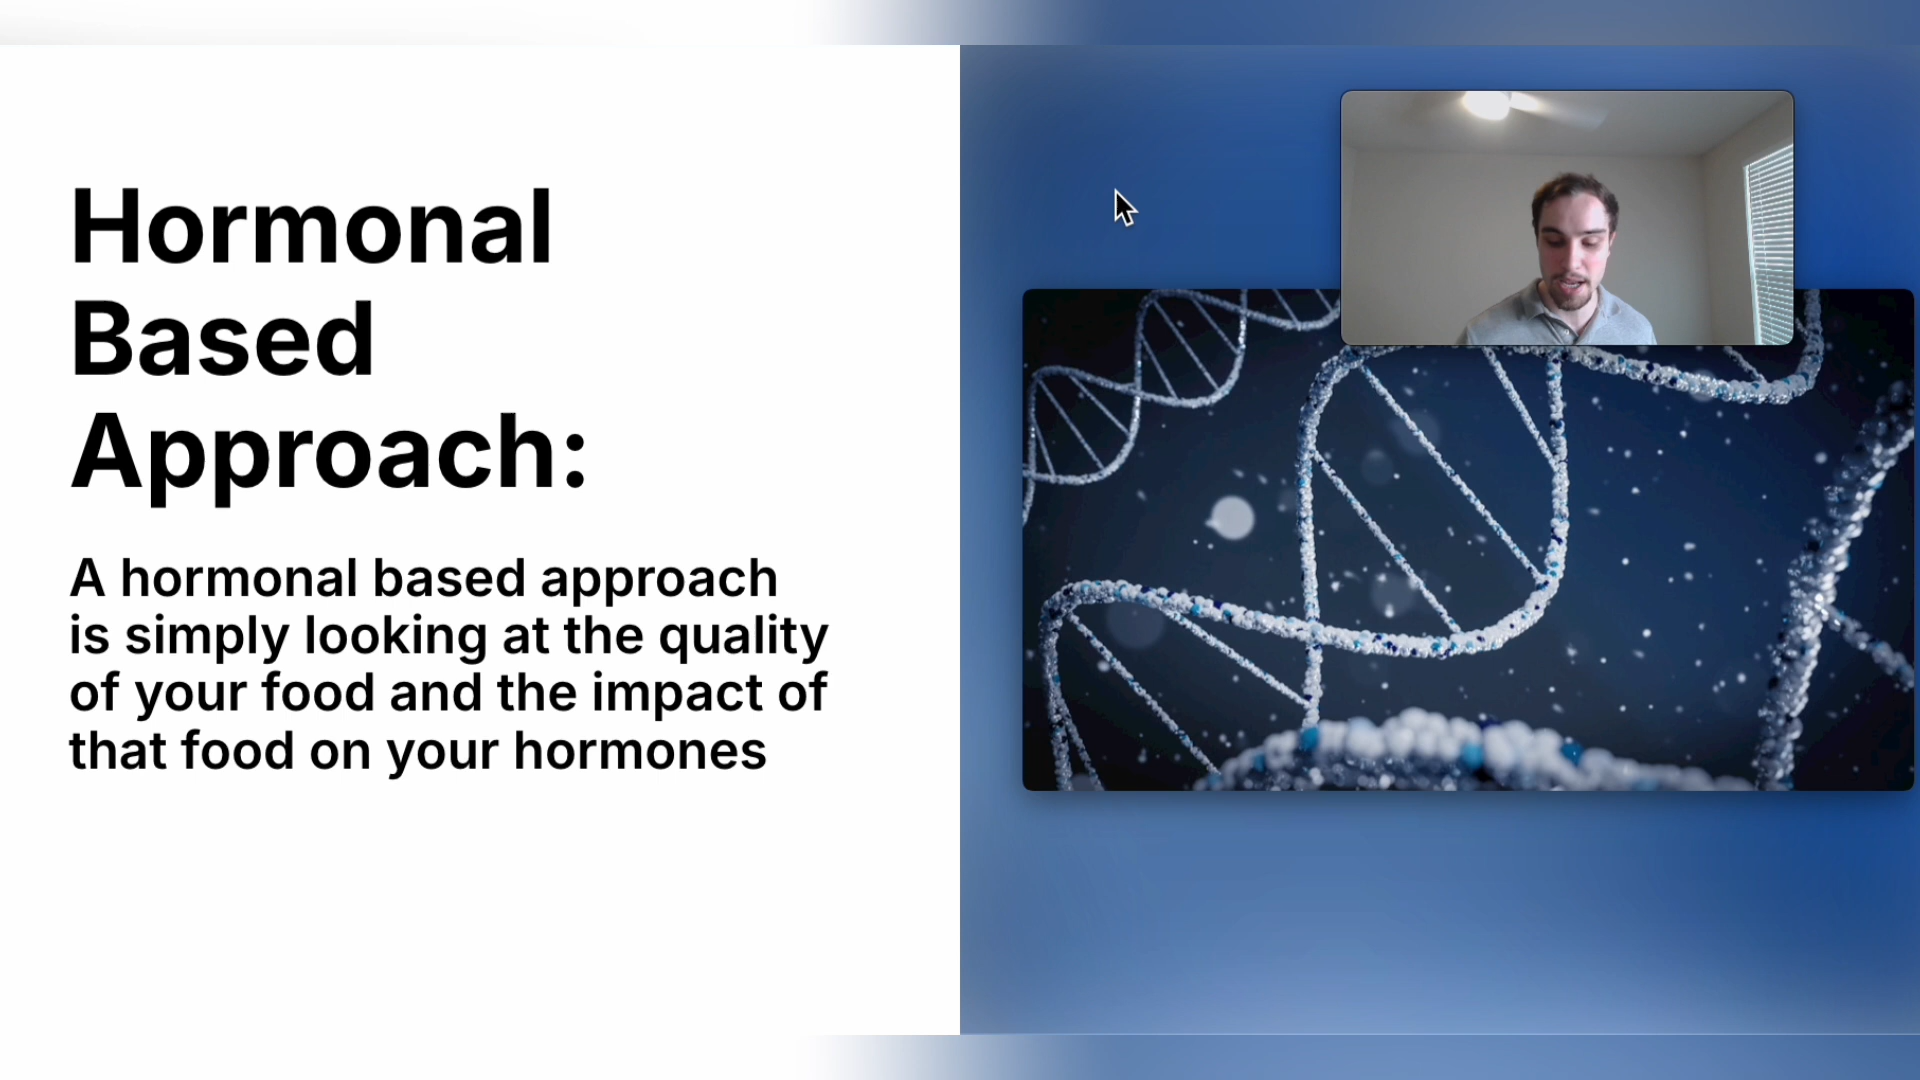 Hormonal
Based
Approach:
A hormonal based approach
is simply looking at the quality
of your food and the impact of
that food on your hormones